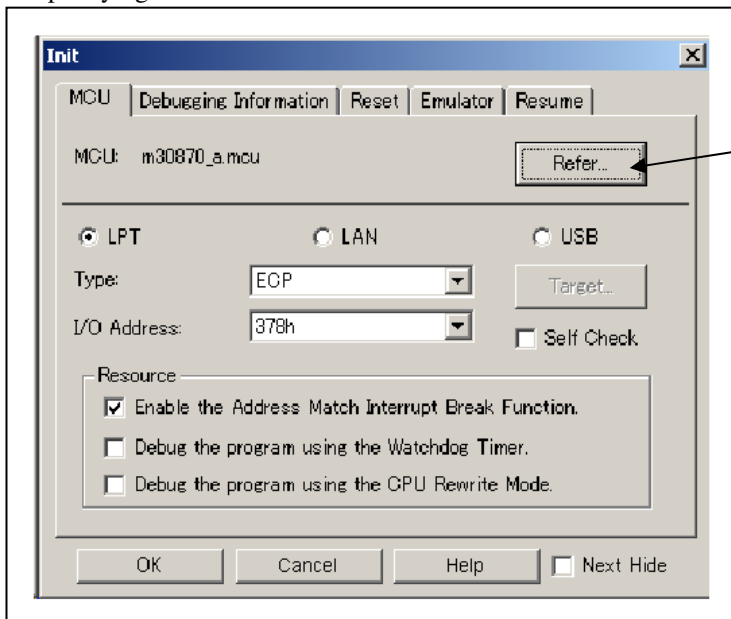 Init
MCU Debugging Information Reset Emulator Resume
MCU: m30870_a.mcu Refer...
LPT LAN USB
Type: ECP Target...
I/O Address: 378h Self Check
Resource
Enable the Address Match Interrupt Break Function.
Debug the program using the Watchdog Timer.
Debug the program using the CPU Rewrite Mode.
OK Cancel Help Next Hide